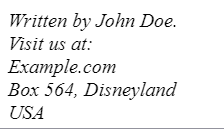 Written by John Doe.
Visit us at:
Example.com
Box 564, Disneyland
USA